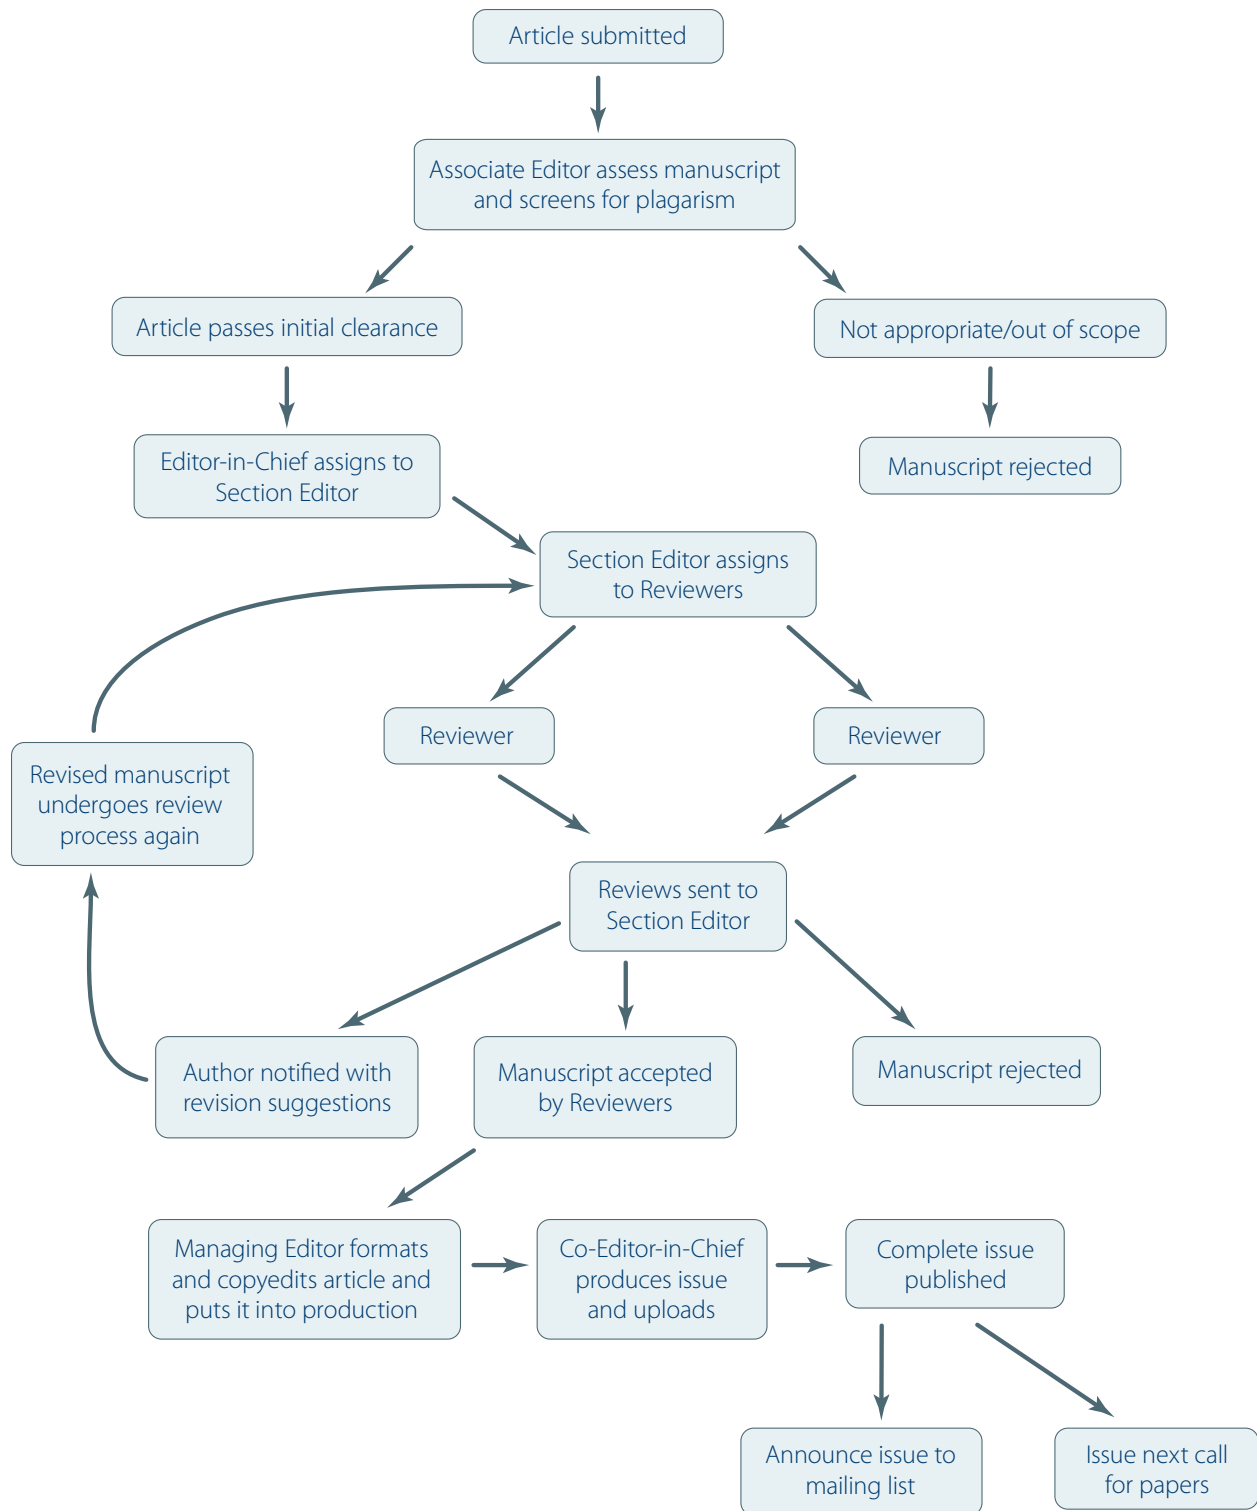 Article submitted
Associate Editor assess manuscript
and screens for plagarism
Article passes initial clearance
Not appropriate/out of scope
Editor-in-Chief assigns to
Section Editor
Manuscript rejected
Section Editor assigns
to Reviewers
Reviewer
Reviewer
Revised manuscript
undergoes review
process again
Reviews sent to
Section Editor
Author notified with
revision suggestions
Manuscript accepted
by Reviewers
Manuscript rejected
Managing Editor formats
and copyedits article and
puts it into production
Co-Editor-in-Chief
produces issue
and uploads
Complete issue
published
Announce issue to
mailing list
Issue next call
for papers